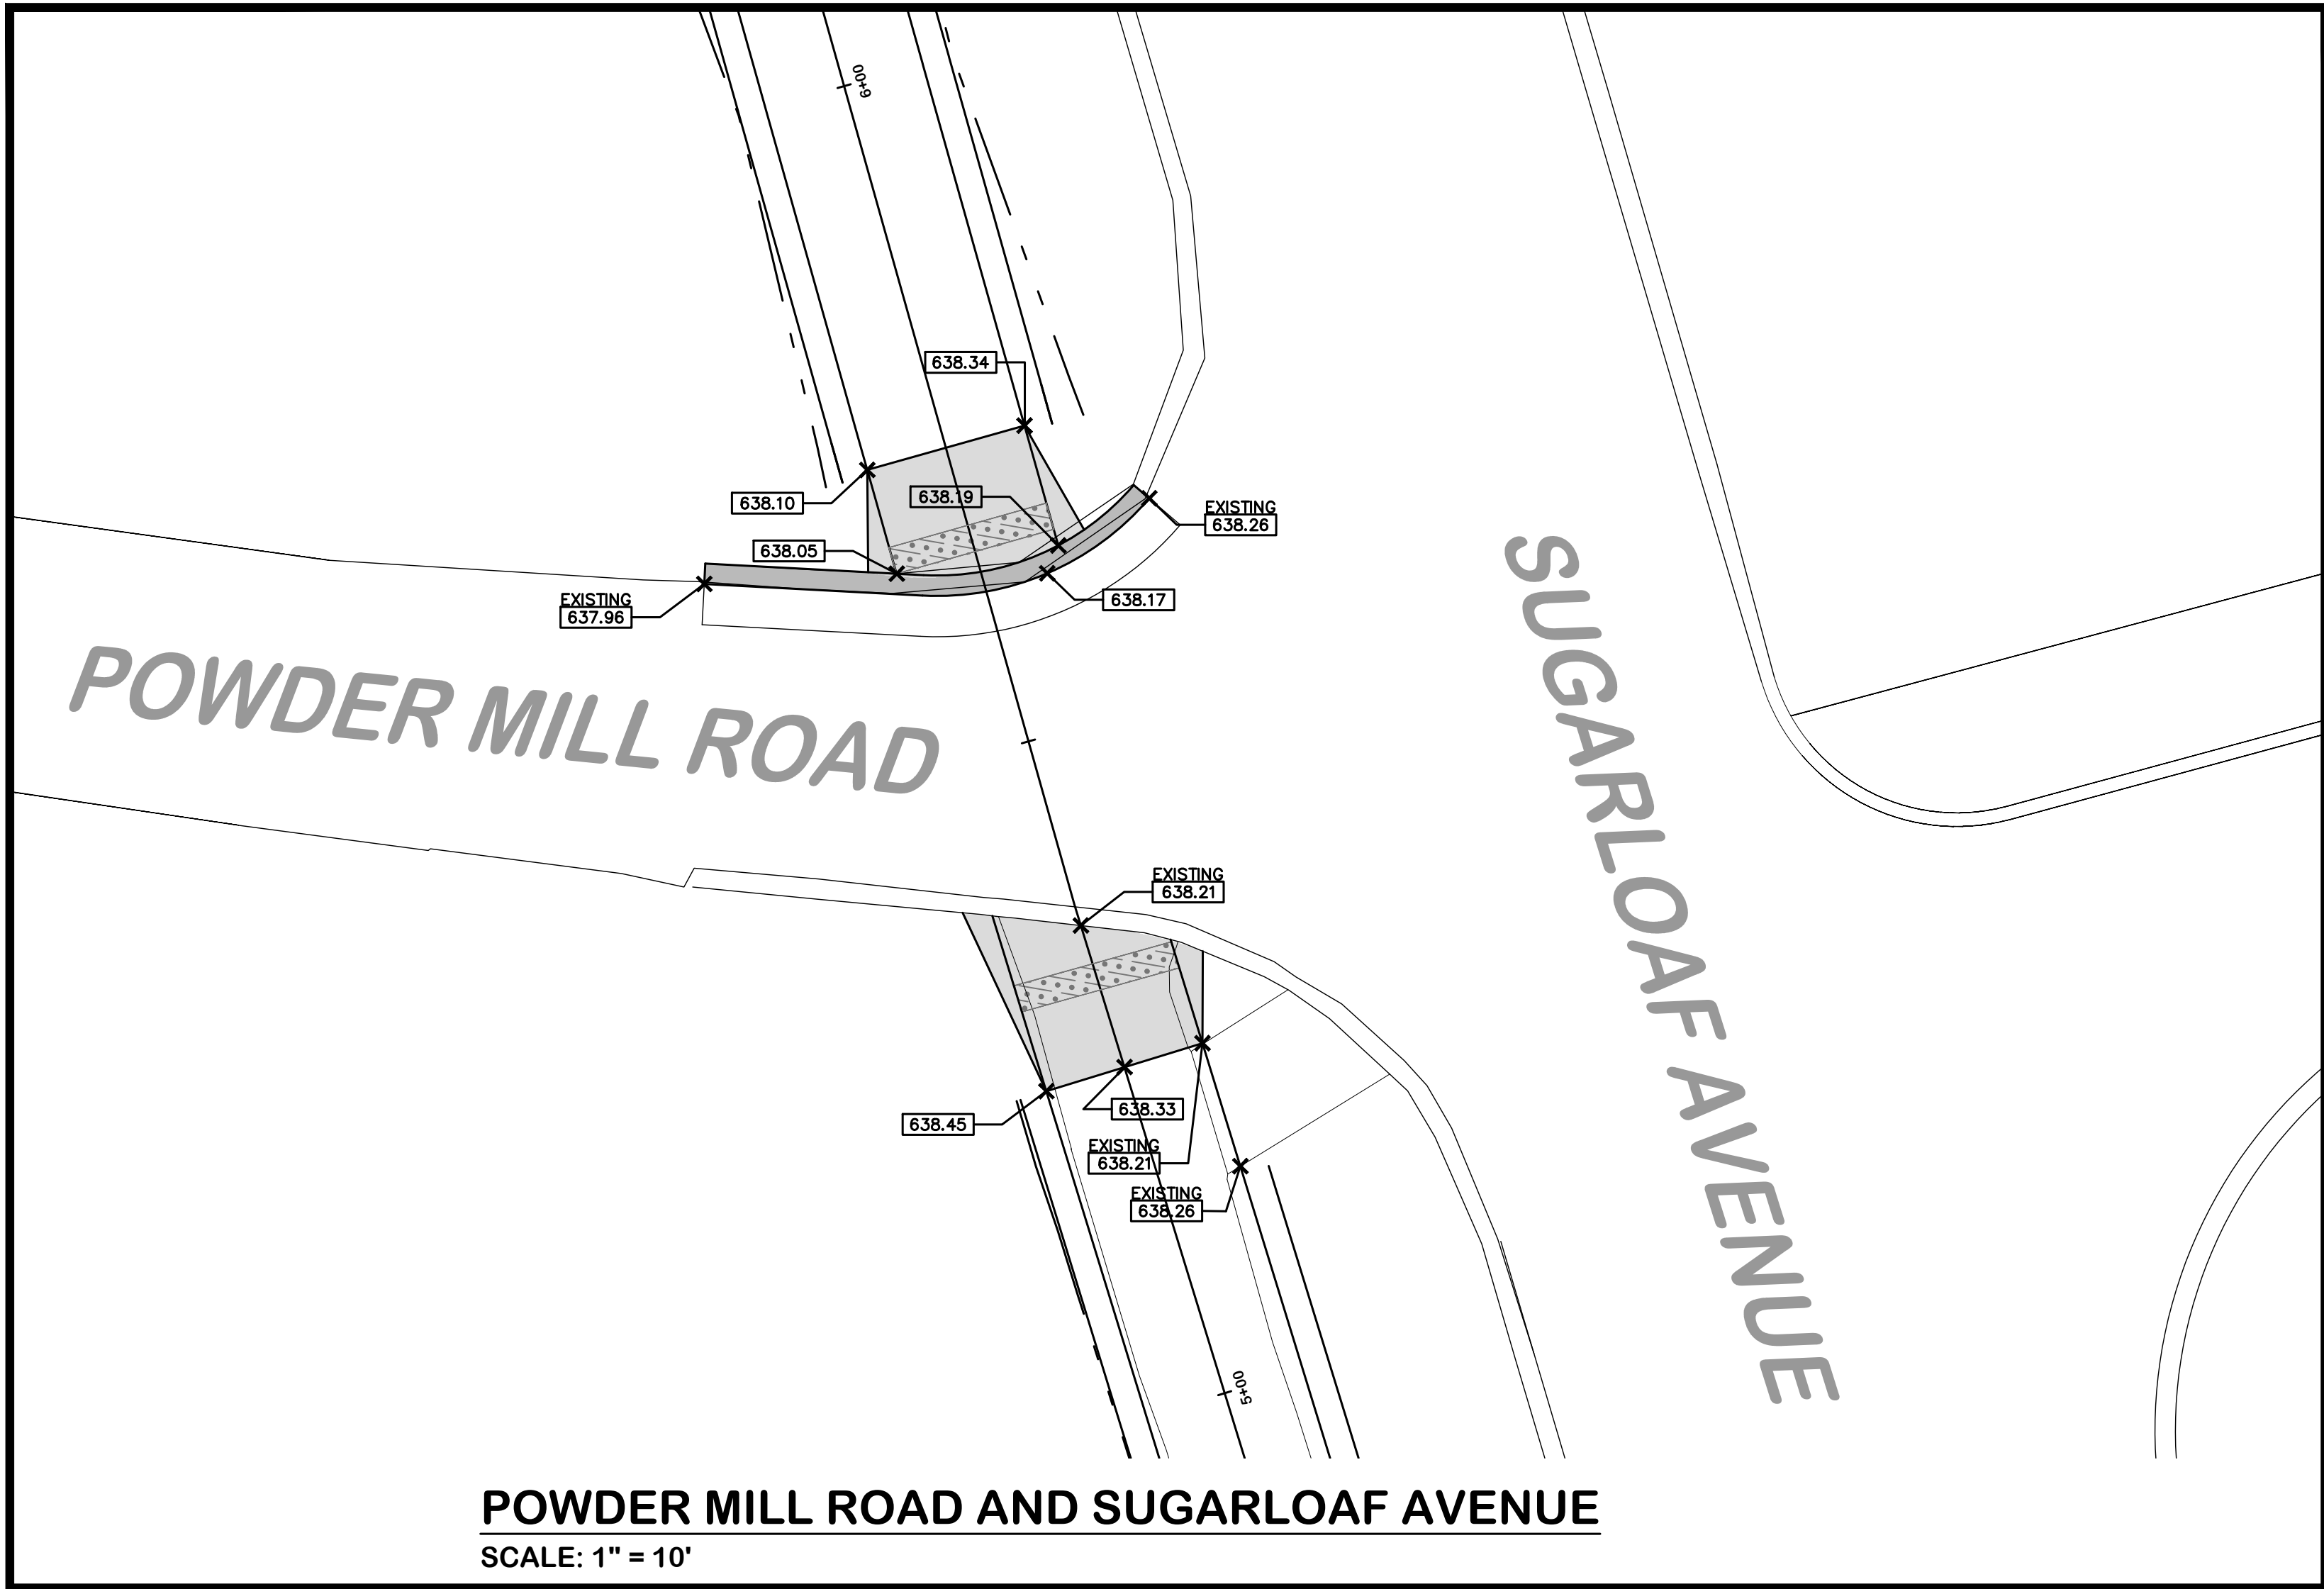 6+00
638.34
638.10
638.19
EXISTING
638.26
638.05
EXISTING
637.96
638.17
POWDER MILL ROAD
SUGARLOAF AVENUE
EXISTING
638.21
638.45
638.33
EXISTING
638.21
EXISTING
638.26
5+00
POWDER MILL ROAD AND SUGARLOAF AVENUE
SCALE: 1" = 10'